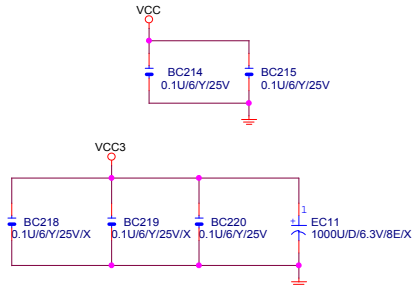 VCC
BC214
0.1U/6/Y/25V
BC215
0.1U/6/Y/25V
VCC3
BC218
0.1U/6/Y/25V/X
BC219
0.1U/6/Y/25V/X
BC220
0.1U/6/Y/25V
1
+
EC11
1000U/D/6.3V/8E/X